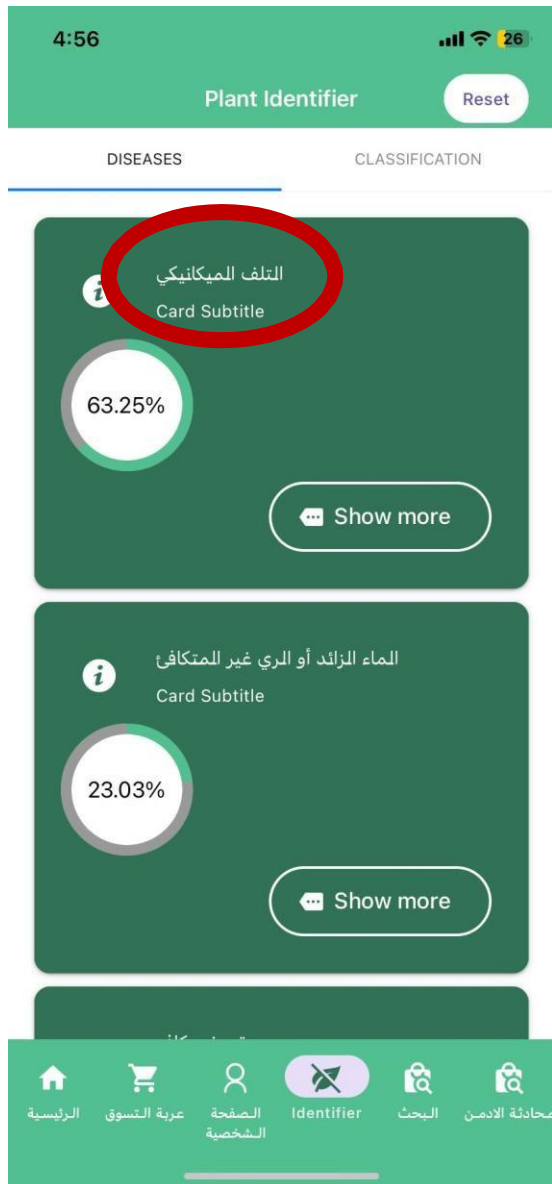 4:56
26
Plant Identifier
Reset
DISEASES
CLASSIFICATION
التلف الميكانيكي
Card Subtitle
63.25%
Show more
الماء الزائد أو الري غير المتكافئ
Card Subtitle
23.03%
Show more
الرئيسية
عربة التسوق
الصفحة
الشخصية
Identifier
البحث
محادثة الادمن